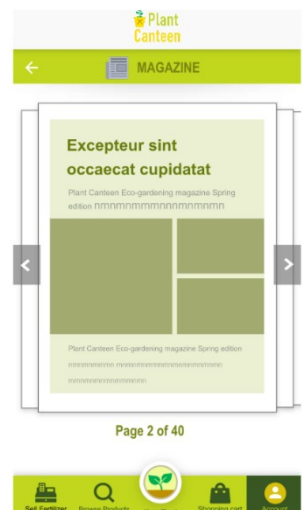 Plant
Canteen
MAGAZINE
Excepteur sint
occaecat cupidatat
Plant Canteen Eco-gardening magazine Spring
edition
Plant Canteen Eco-gardening magazine Spring edition
Page 2 of 40
Sell Fertilizer Browse Products Shopping cart Account